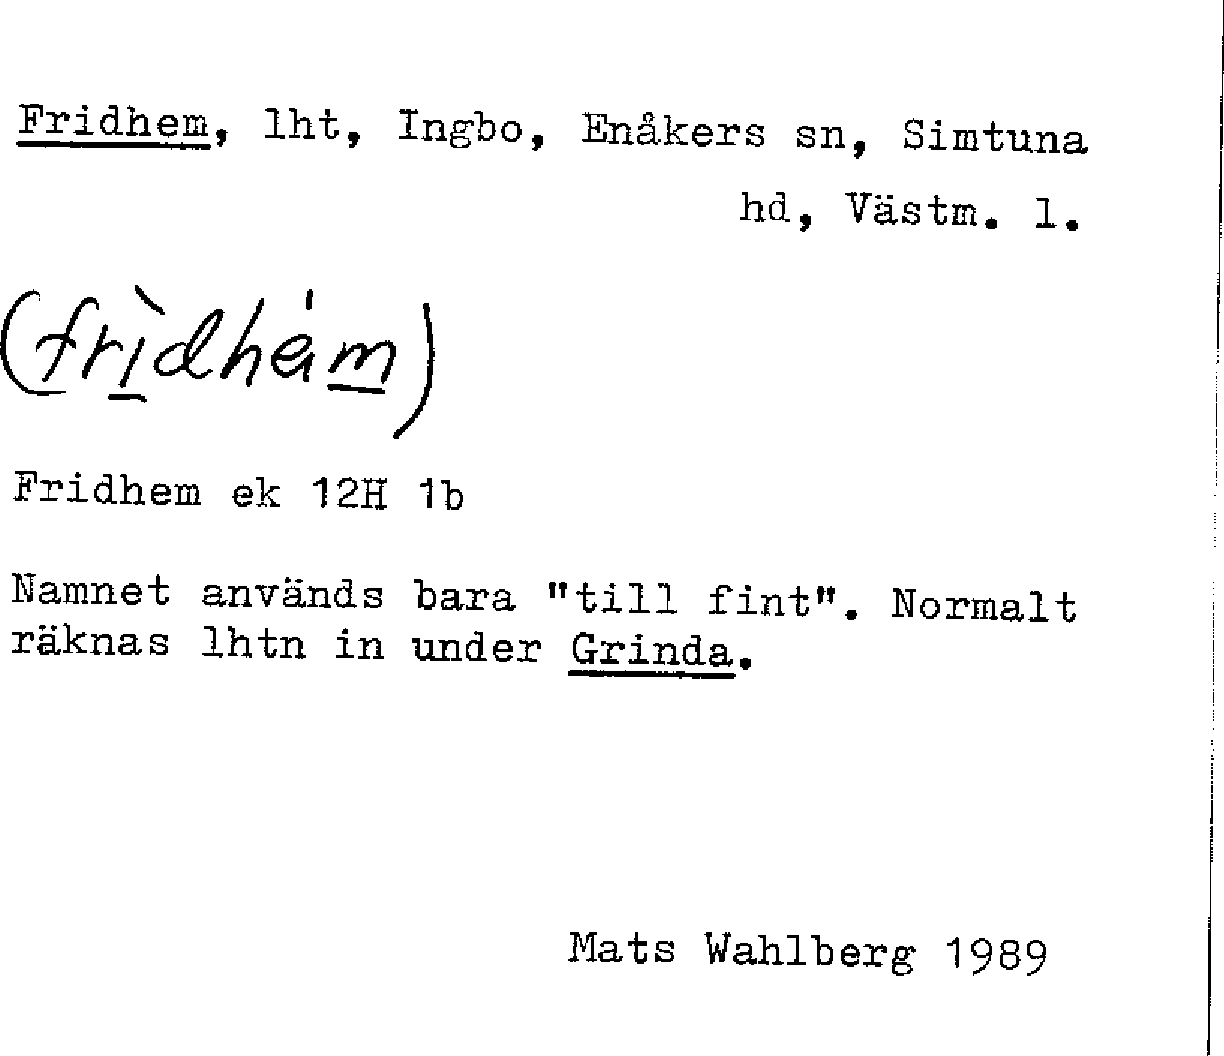 Fridhem, lht, Ingbo, Enåkers sn, Simtuna
hd, Västm. l.
(frìdhém)
Fridhem ek 12H 1b
Namnet används bara "till fint". Normalt
räknas lhtn in under Grinda.
Mats Wahlberg 1989